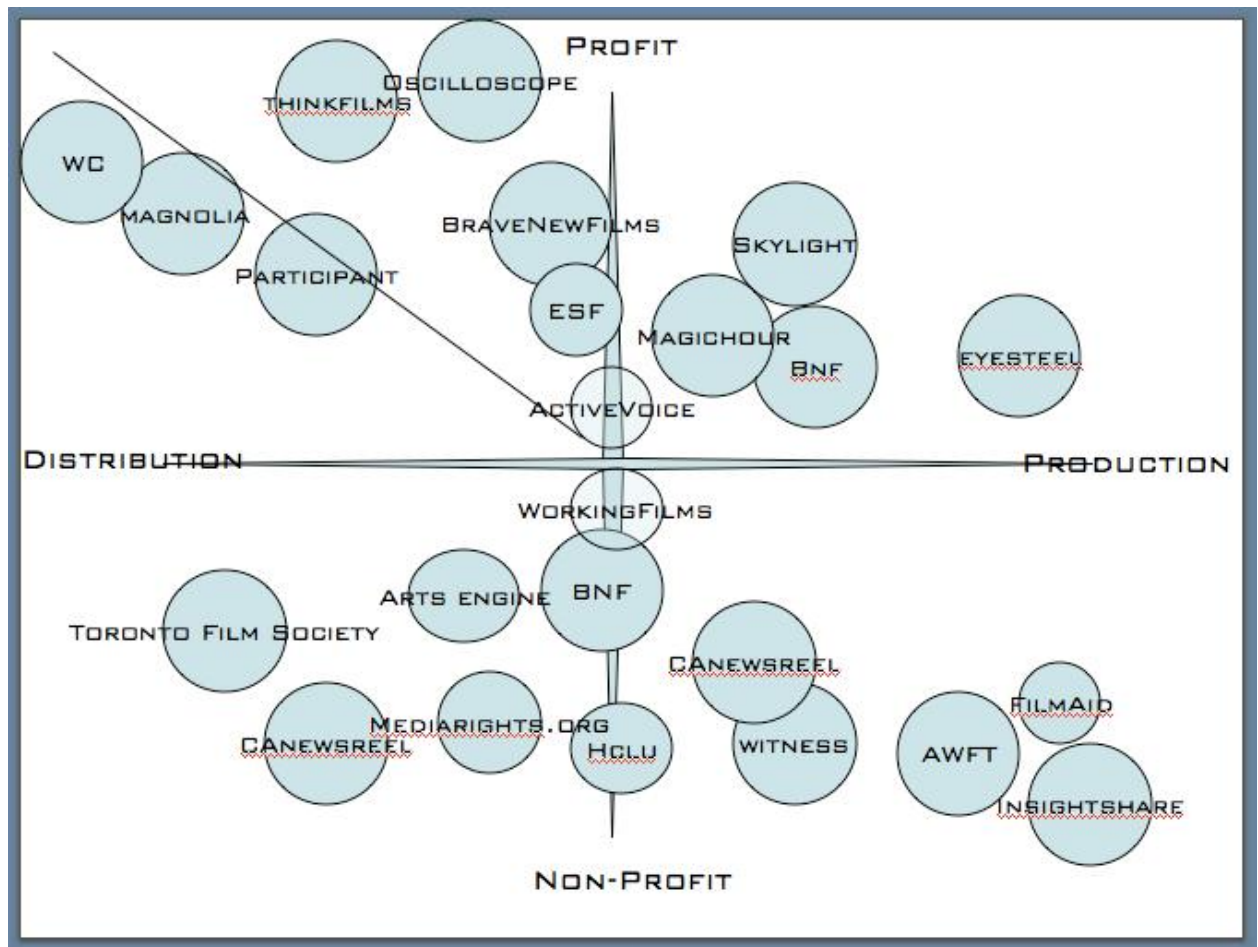 PROFIT
OSCILLOSCOPE
THINKFILMS
WC
MAGNOLIA
BRAVENEWFILMS
SKYLIGHT
PARTICIPANT
ESF
MAGICHOUR
EYESTEEL
BNF
ACTIVEVOICE
DISTRIBUTION
PRODUCTION
WORKINGFILMS
ARTS ENGINE
BNF
TORONTO FILM SOCIETY
CANEWSREEL
FILMAID
MEDIARIGHTS.ORG
CANEWSREEL
HCLU
WITNESS
AWFT
INSIGHTSHARE
NON-PROFIT